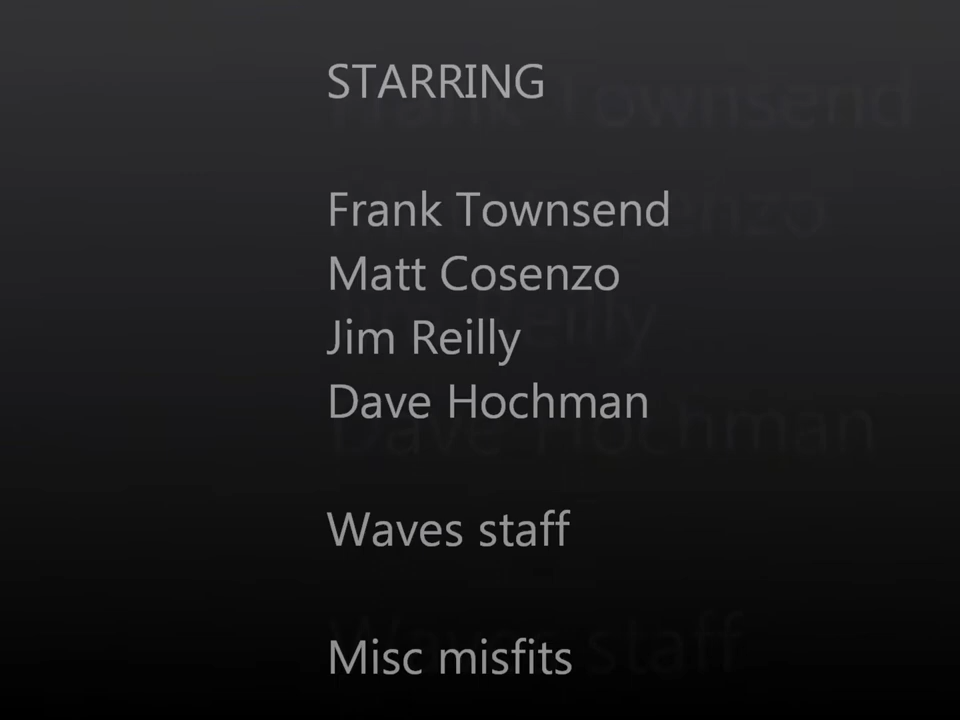 STARRING
Frank Townsend
Matt Cosenzo
Jim Reilly
Dave Hochman
Waves staff
Misc misfits